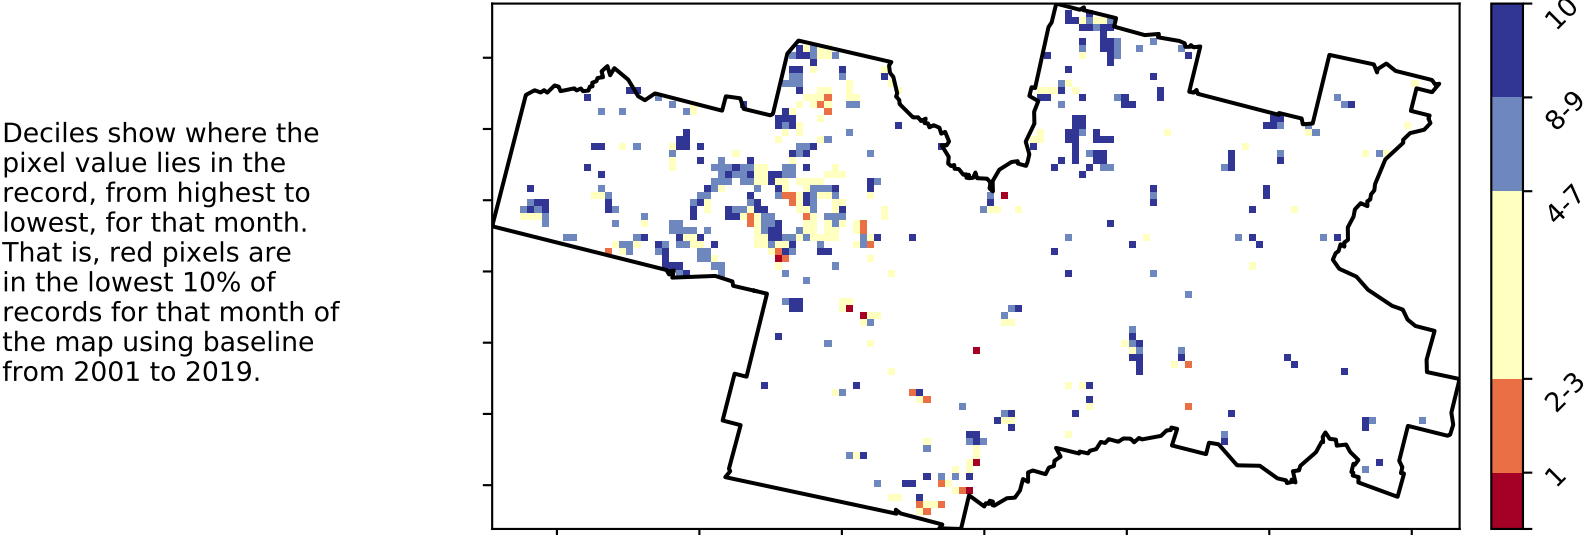 Deciles show where the
pixel value lies in the
record, from highest to
lowest, for that month.
That is, red pixels are
in the lowest 10% of
records for that month of
the map using baseline
from 2001 to 2019.
10
8-9
4-7
2-3
1